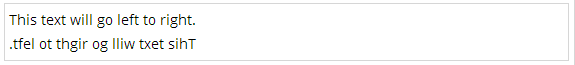 This text will go left to right.
.tfel ot thgir og lliw txet sihT